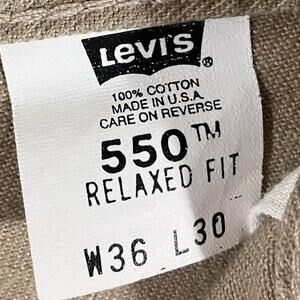 Levi's®
100% COTTON
MADE IN U.S.A.
CARE ON REVERSE
550™
RELAXED FIT
W36 L30